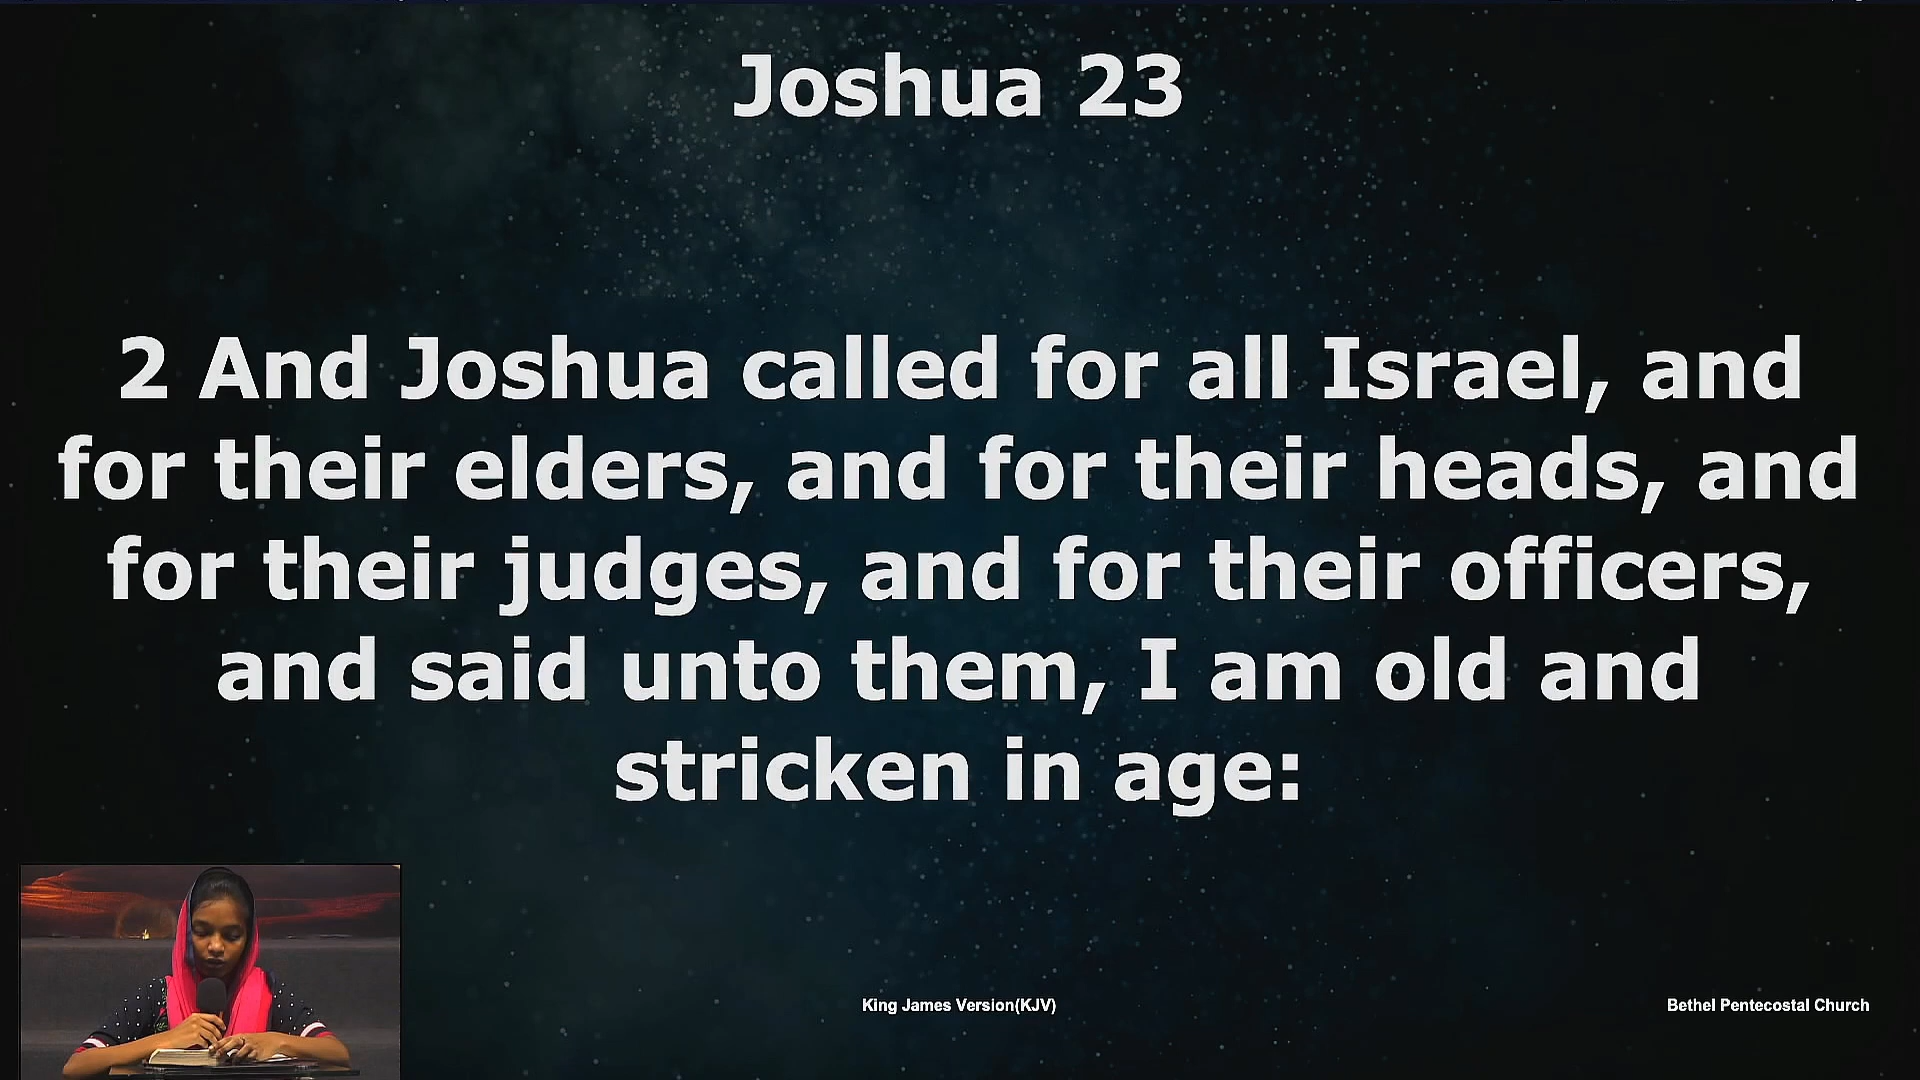 Joshua 23
2 And Joshua called for all Israel, and
for their elders, and for their heads, and
for their judges, and for their officers,
and said unto them, I am old and
stricken in age:
King James Version(KJV)
Bethel Pentecostal Church